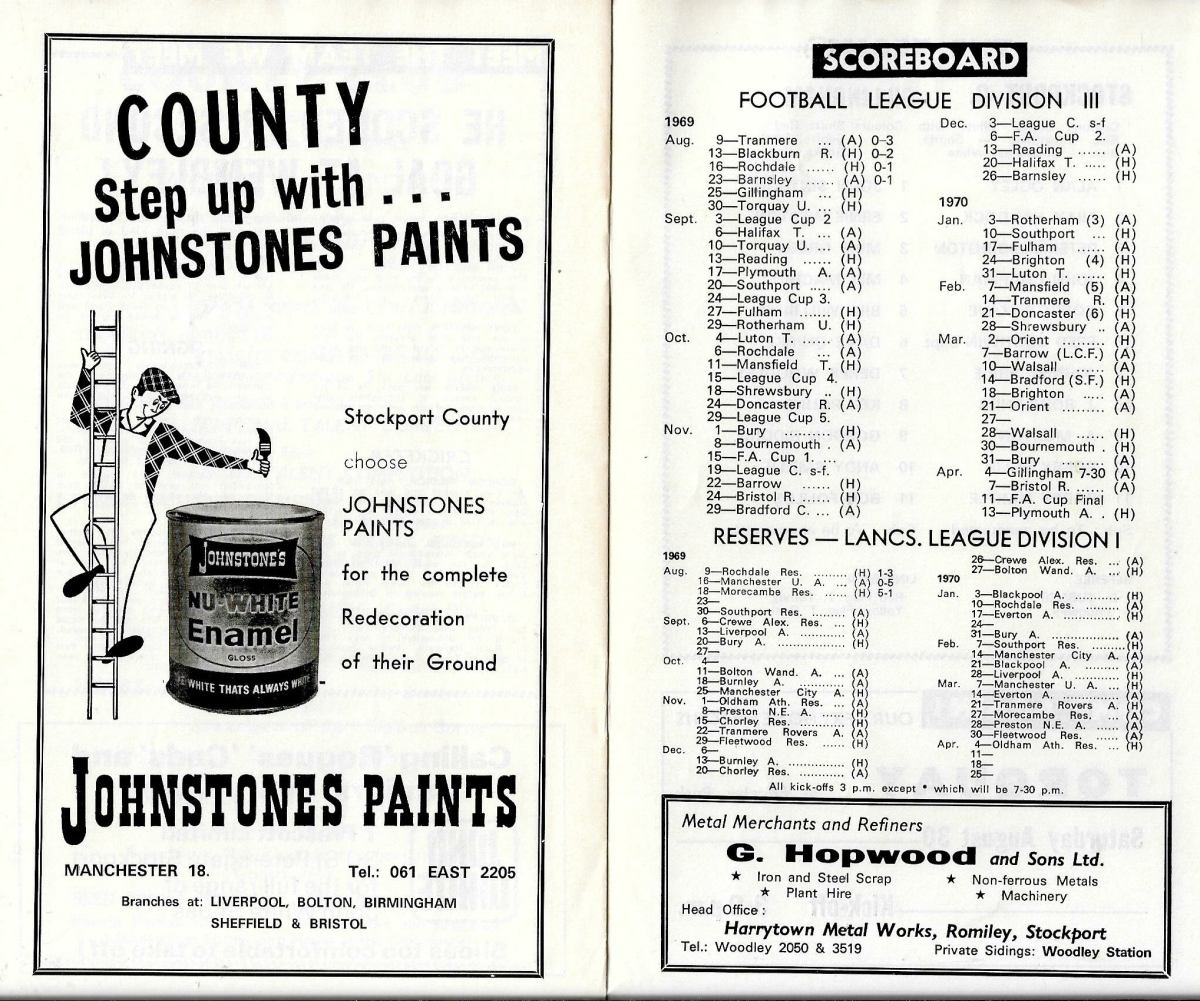 COUNTY
Step up with . . .
JOHNSTONES PAINTS
Stockport County
choose
JOHNSTONES
PAINTS
for the complete
Redecoration
of their Ground
JOHNSTONE'S
NU-WHITE
Enamel
GLOSS
WHITE THATS ALWAYS WHITE
JOHNSTONES PAINTS
MANCHESTER 18. Tel.: 061 EAST 2205
Branches at: LIVERPOOL, BOLTON, BIRMINGHAM
SHEFFIELD & BRISTOL
SCOREBOARD
FOOTBALL LEAGUE DIVISION III
1969
Aug. 9—Tranmere ... (A) 0–3
13—Blackburn R. (H) 0–2
16—Rochdale ...... (H) 0-1
23—Barnsley ...... (A) 0-1
25—Gillingham ... (H)
30—Torquay U. ... (H)
Sept. 3—League Cup 2
6—Halifax T. ... (A)
10—Torquay U. ... (A)
13—Reading ...... (H)
17—Plymouth A. (A)
20—Southport .... (A)
24—League Cup 3.
27—Fulham ....... (H)
29—Rotherham U. (H)
Oct. 4—Luton T. ..... (A)
6—Rochdale ... (A)
11—Mansfield .... (H)
15—League Cup 4.
18—Shrewsbury .. (H)
24—Doncaster R. (A)
29—League Cup 5.
Nov. 1—Bury .......... (H)
8—Bournemouth . (A)
15—F.A. Cup 1.
19—League C. s-f.
22—Barrow ...... (H)
24—Bristol R. ... (H)
29—Bradford C. ... (A)
Dec. 3—League C. s-f
6—F.A. Cup 2.
13—Reading ...... (A)
20—Halifax T. ..... (H)
26—Barnsley ...... (H)
1970
Jan. 3—Rotherham (3) (A)
10—Southport ... (H)
17—Fulham ....... (A)
24—Brighton (4) (H)
31—Luton T. ...... (H)
Feb. 7—Mansfield (5) (A)
14—Tranmere R. (H)
21—Doncaster (6) (H)
28—Shrewsbury .. (A)
Mar. 2—Orient ........ (H)
7—Barrow (L.C.F.) (A)
10—Walsall ....... (A)
14—Bradford (S.F.) (H)
18—Brighton ..... (A)
21—Orient ........ (A)
27—
28—Walsall ...... (H)
30—Bournemouth . (H)
31—Bury .......... (A)
Apr. 4—Gillingham 7-30 (A)
7—Bristol R. ...... (A)
11—F.A. Cup Final
13—Plymouth A. . (H)
RESERVES — LANCS. LEAGUE DIVISION I
1969
Aug. 9—Rochdale Res. ......... (H) 1-3
16—Manchester U. A. .... (A) 0-5
18—Morecambe Res. ...... (H) 5-1
23—
30—Southport Res. ........ (A)
Sept. 6—Crewe Alex. Res. ... (H)
13—Liverpool A. ........... (A)
20—Bury A. ................. (H)
27—
Oct. 4—
11—Bolton Wand. A. ... (A)
18—Burnley A. ............. (A)
25—Manchester City A. (H)
Nov. 1—Oldham Ath. Res. ... (A)
8—Preston N.E. A. ...... (H)
15—Chorley Res. .......... (H)
22—Tranmere Rovers A. (A)
29—Fleetwood Res. ....... (H)
Dec. 6—
13—Burnley A. ............. (H)
20—Chorley Res. .......... (A)
26—Crewe Alex. Res. ... (A)
27—Bolton Wand. A. ... (H)
1970
Jan. 3—Blackpool A. ......... (H)
10—Rochdale Res. ........ (A)
17—Everton A. ............. (H)
24—
31—Bury A. ................. (A)
Feb. 7—Southport Res. ........ (H)
14—Manchester City A. (A)
21—Blackpool A. .......... (A)
28—Liverpool A. .......... (H)
Mar. 7—Manchester U. A. ... (H)
14—Everton A. ............. (A)
21—Tranmere Rovers A. (H)
27—Morecambe Res. ...... (A)
28—Preston N.E. A. ...... (A)
30—Fleetwood Res. ....... (A)
Apr. 4—Oldham Ath. Res. ... (H)
11—
18—
25—
All kick-offs 3 p.m. except * which will be 7-30 p.m.
Metal Merchants and Refiners
G. Hopwood and Sons Ltd.
★ Iron and Steel Scrap ★ Non-ferrous Metals
★ Plant Hire ★ Machinery
Head Office :
Harrytown Metal Works, Romiley, Stockport
Tel.: Woodley 2050 & 3519 Private Sidings: Woodley Station